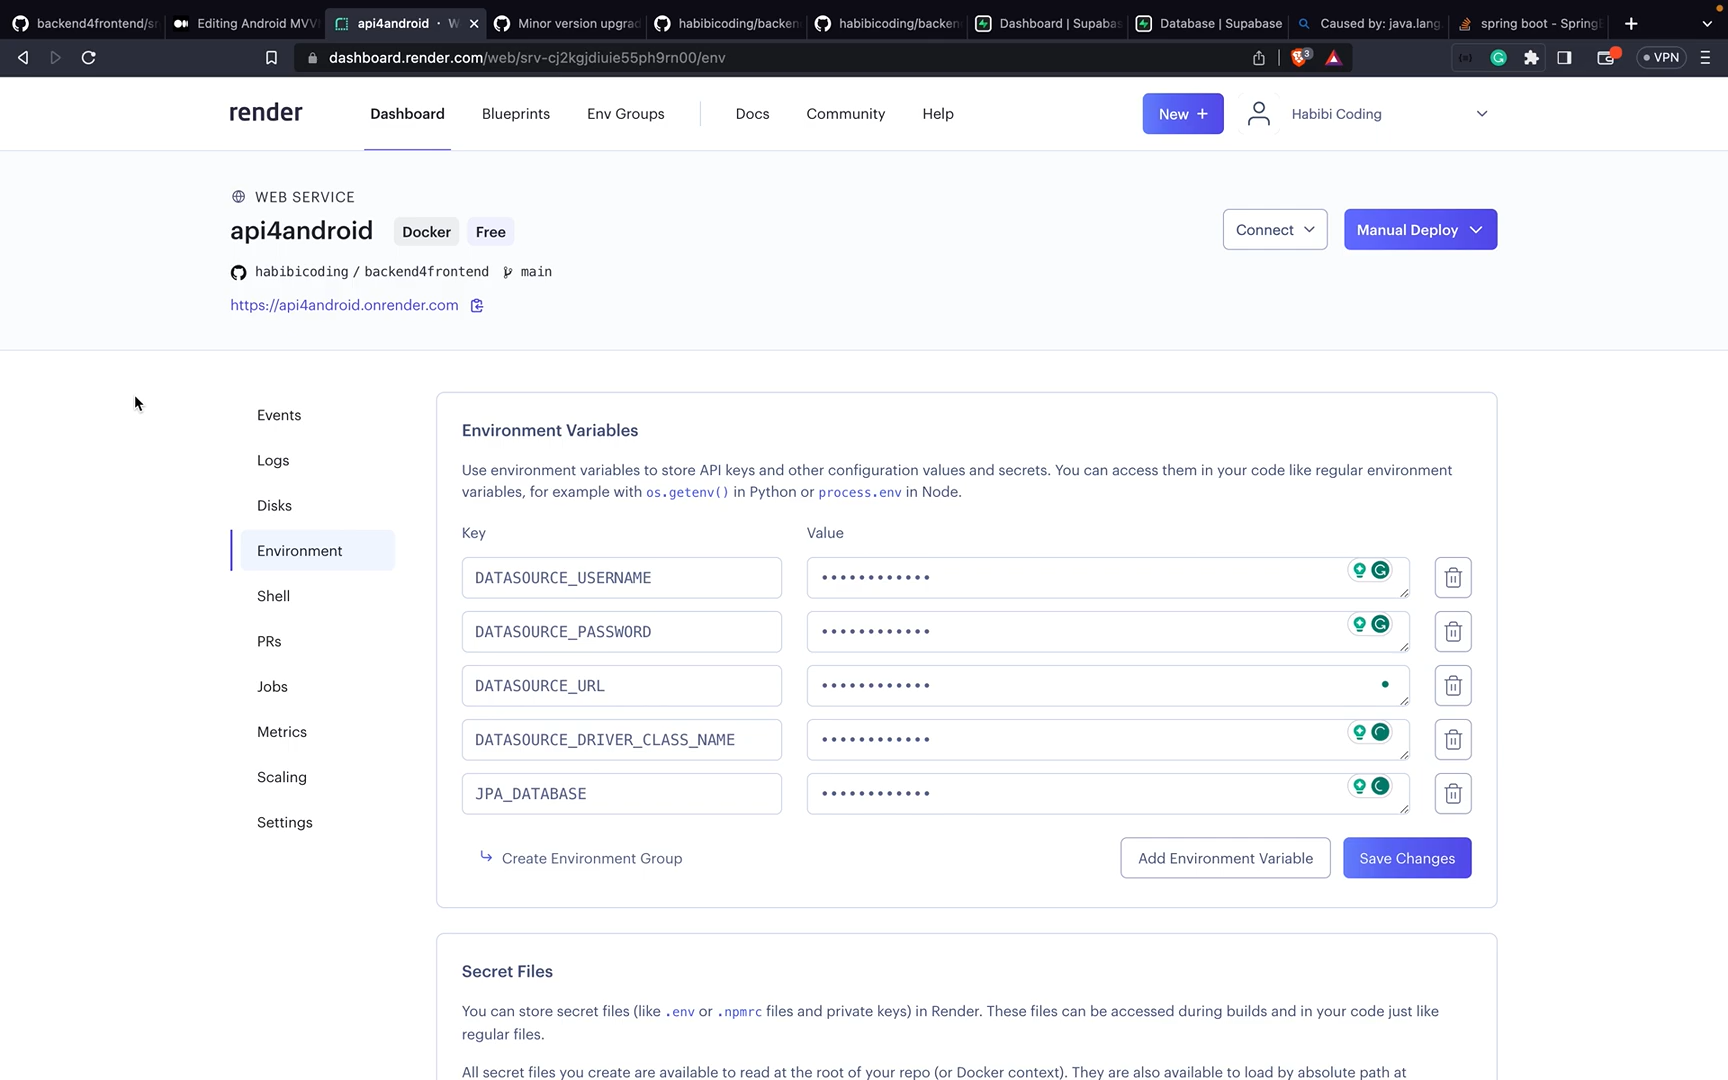 backend4frontend/sr
Editing Android MVVM
api4android · W
Minor version upgrad
habibicoding/backen
habibicoding/backen
Dashboard | Supabas
Database | Supabase
Caused by: java.lang.
spring boot - SpringB
dashboard.render.com/web/srv-cj2kgjdiuie55ph9rn00/env
3
VPN
render
Dashboard
Blueprints
Env Groups
Docs
Community
Help
New +
Habibi Coding
WEB SERVICE
api4android
Docker
Free
Connect
Manual Deploy
habibicoding / backend4frontend
main
https://api4android.onrender.com
Events
Logs
Disks
Environment
Shell
PRs
Jobs
Metrics
Scaling
Settings
Environment Variables
Use environment variables to store API keys and other configuration values and secrets. You can access them in your code like regular environment
variables, for example with os.getenv() in Python or process.env in Node.
Key
Value
DATASOURCE_USERNAME
••••••••••••
DATASOURCE_PASSWORD
••••••••••••
DATASOURCE_URL
••••••••••••
DATASOURCE_DRIVER_CLASS_NAME
••••••••••••
JPA_DATABASE
••••••••••••
Create Environment Group
Add Environment Variable
Save Changes
Secret Files
You can store secret files (like .env or .npmrc files and private keys) in Render. These files can be accessed during builds and in your code just like
regular files.
All secret files you create are available to read at the root of your repo (or Docker context). They are also available to load by absolute path at